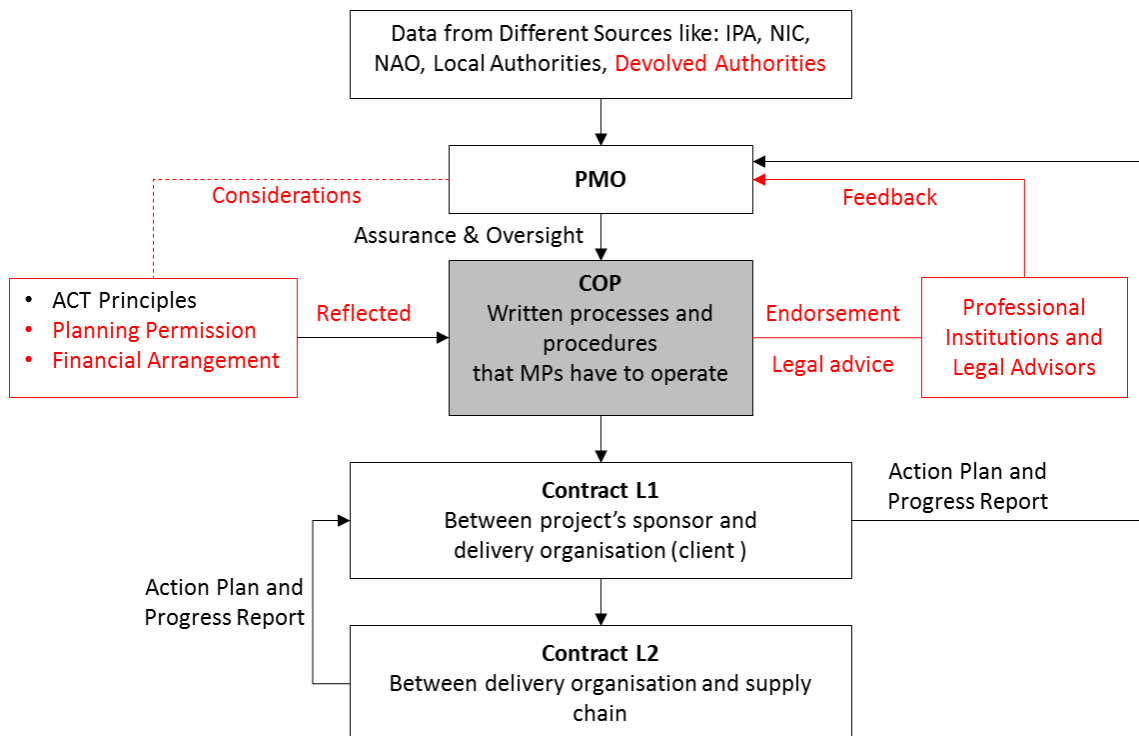 Data from Different Sources like: IPA, NIC,
NAO, Local Authorities, Devolved Authorities
PMO
Considerations
Feedback
Assurance & Oversight
• ACT Principles
• Planning Permission
• Financial Arrangement
Reflected
COP
Written processes and
procedures
that MPs have to operate
Endorsement
Legal advice
Professional
Institutions and
Legal Advisors
Contract L1
Between project’s sponsor and
delivery organisation (client )
Action Plan and
Progress Report
Action Plan and
Progress Report
Contract L2
Between delivery organisation and supply
chain